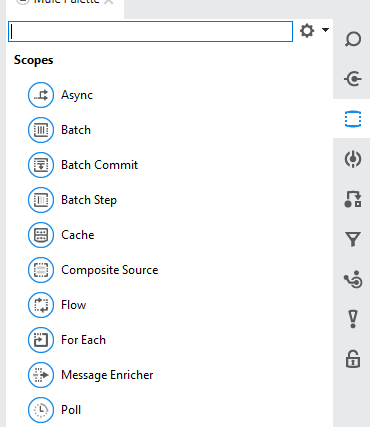 Mule Palette
Scopes
Async
Batch
Batch Commit
Batch Step
Cache
Composite Source
Flow
For Each
Message Enricher
Poll